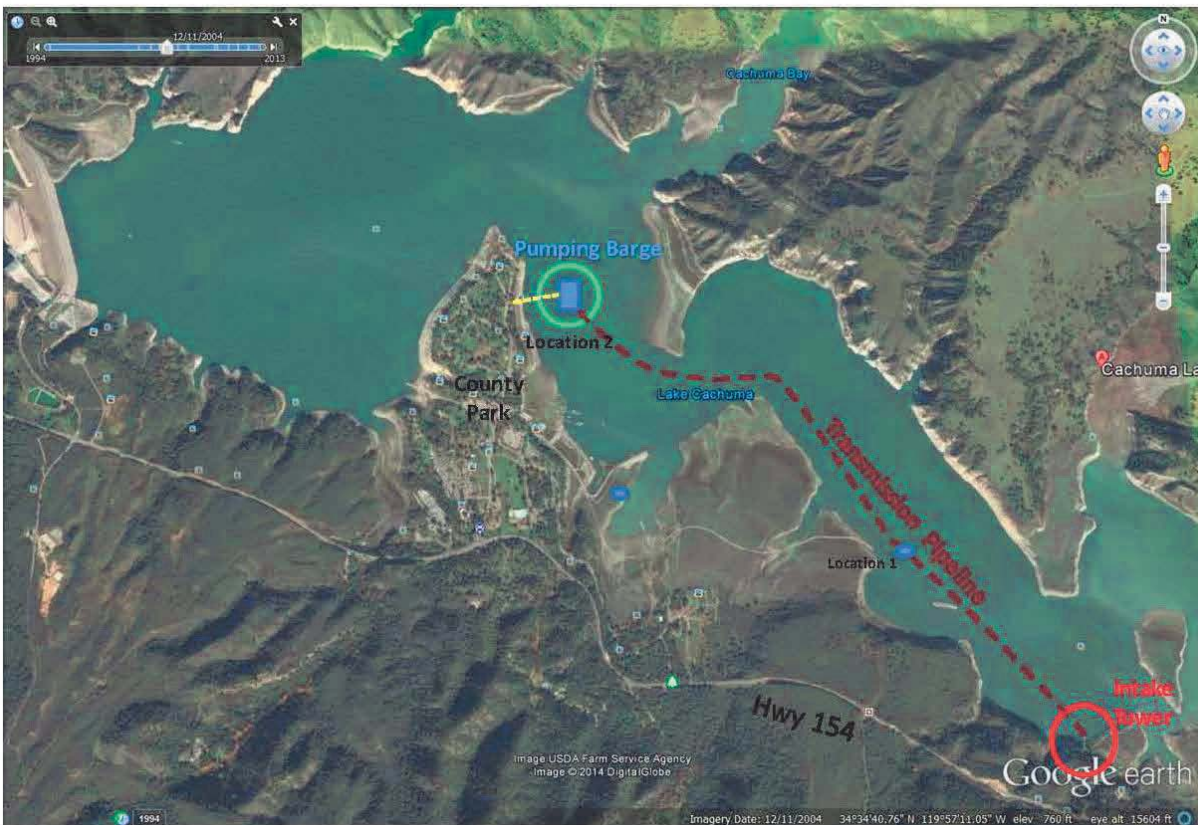 12/11/2004
1994
2013
N
Cachuma Bay
Pumping Barge
Location 2
County
Park
Lake Cachuma
A
Cachuma La
Transmission Pipeline
Location 1
Intake
Tower
Hwy 154
Image USDA Farm Service Agency
Image © 2014 DigitalGlobe
Google earth
1994
Imagery Date: 12/11/2004 34°34'40.76" N 119°57'11.05" W elev 760 ft eye alt 15604 ft